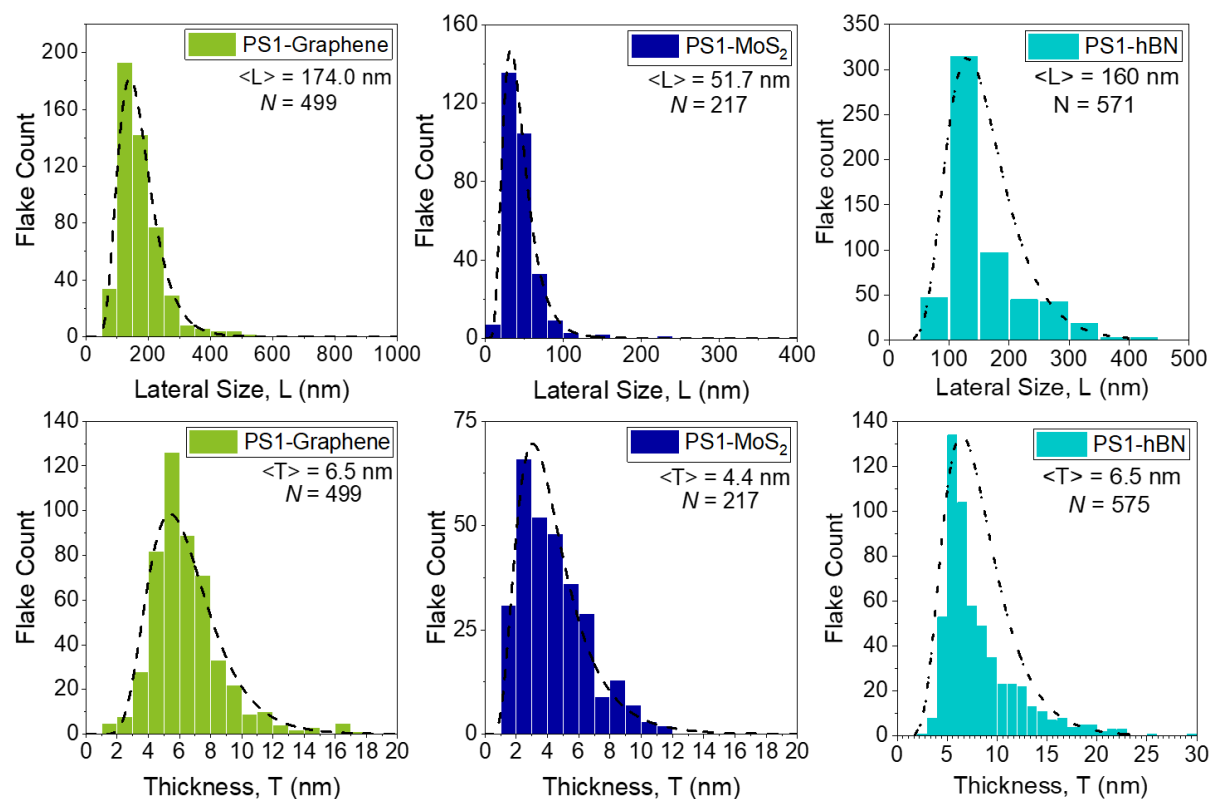 PS1-Graphene
<L> = 174.0 nm
N = 499
Flake Count
0
40
80
120
160
200
0 200 400 600 800 1000
Lateral Size, L (nm)
PS1-MoS₂
<L> = 51.7 nm
N = 217
Flake Count
0
40
80
120
160
0 100 200 300 400
Lateral Size, L (nm)
PS1-hBN
<L> = 160 nm
N = 571
Flake count
0
50
100
150
200
250
300
350
100 200 300 400 500
Lateral Size, L (nm)
PS1-Graphene
<T> = 6.5 nm
N = 499
Flake Count
0
20
40
60
80
100
120
140
0 2 4 6 8 10 12 14 16 18 20
Thickness, T (nm)
PS1-MoS₂
<T> = 4.4 nm
N = 217
Flake Count
0
25
50
75
0 2 4 6 8 10 12 14 16 18 20
Thickness, T (nm)
PS1-hBN
<T> = 6.5 nm
N = 575
Flake Count
0
20
40
60
80
100
120
140
0 5 10 15 20 25 30
Thickness, T (nm)